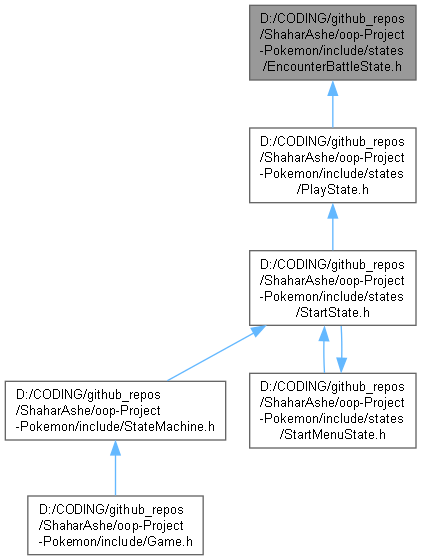 D:/CODING/github_repos
/ShaharAshe/oop-Project
-Pokemon/include/states
/EncounterBattleState.h
D:/CODING/github_repos
/ShaharAshe/oop-Project
-Pokemon/include/states
/PlayState.h
D:/CODING/github_repos
/ShaharAshe/oop-Project
-Pokemon/include/states
/StartState.h
D:/CODING/github_repos
/ShaharAshe/oop-Project
-Pokemon/include/StateMachine.h
D:/CODING/github_repos
/ShaharAshe/oop-Project
-Pokemon/include/states
/StartMenuState.h
D:/CODING/github_repos
/ShaharAshe/oop-Project
-Pokemon/include/Game.h